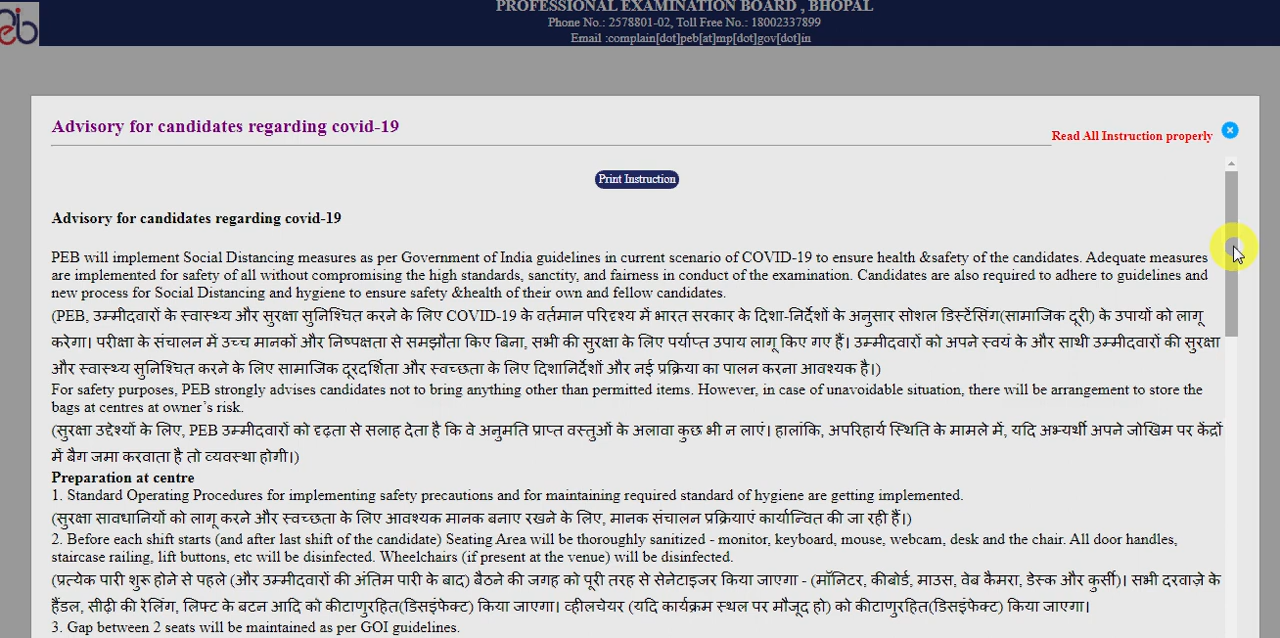 PROFESSIONAL EXAMINATION BOARD , BHOPAL
Phone No.: 2578801-02, Toll Free No.: 18002337899
Email :complain[dot]peb[at]mp[dot]gov[dot]in
eb
Advisory for candidates regarding covid-19
Read All Instruction properly
Print Instruction
Advisory for candidates regarding covid-19
PEB will implement Social Distancing measures as per Government of India guidelines in current scenario of COVID-19 to ensure health &safety of the candidates. Adequate measures
are implemented for safety of all without compromising the high standards, sanctity, and fairness in conduct of the examination. Candidates are also required to adhere to guidelines and
new process for Social Distancing and hygiene to ensure safety &health of their own and fellow candidates.
(PEB, उम्मीदवारों के स्वास्थ्य और सुरक्षा सुनिश्चित करने के लिए COVID-19 के वर्तमान परिदृश्य में भारत सरकार के दिशा-निर्देशों के अनुसार सोशल डिस्टेंसिंग(सामाजिक दूरी) के उपायों को लागू
करेगा। परीक्षा के संचालन में उच्च मानकों और निष्पक्षता से समझौता किए बिना, सभी की सुरक्षा के लिए पर्याप्त उपाय लागू किए गए हैं। उम्मीदवारों को अपने स्वयं के और साथी उम्मीदवारों की सुरक्षा
और स्वास्थ्य सुनिश्चित करने के लिए सामाजिक दूरदर्शिता और स्वच्छता के लिए दिशानिर्देशों और नई प्रक्रिया का पालन करना आवश्यक है।)
For safety purposes, PEB strongly advises candidates not to bring anything other than permitted items. However, in case of unavoidable situation, there will be arrangement to store the
bags at centres at owner's risk.
(सुरक्षा उद्देश्यों के लिए, PEB उम्मीदवारों को दृढ़ता से सलाह देता है कि वे अनुमति प्राप्त वस्तुओं के अलावा कुछ भी न लाएं। हालांकि, अपरिहार्य स्थिति के मामले में, यदि अभ्यर्थी अपने जोखिम पर केंद्रों
में बैग जमा करवाता है तो व्यवस्था होगी।)
Preparation at centre
1. Standard Operating Procedures for implementing safety precautions and for maintaining required standard of hygiene are getting implemented.
(सुरक्षा सावधानियों को लागू करने और स्वच्छता के लिए आवश्यक मानक बनाए रखने के लिए, मानक संचालन प्रक्रियाएं कार्यान्वित की जा रही हैं।)
2. Before each shift starts (and after last shift of the candidate) Seating Area will be thoroughly sanitized - monitor, keyboard, mouse, webcam, desk and the chair. All door handles,
staircase railing, lift buttons, etc will be disinfected. Wheelchairs (if present at the venue) will be disinfected.
(प्रत्येक पारी शुरू होने से पहले (और उम्मीदवारों की अंतिम पारी के बाद) बैठने की जगह को पूरी तरह से सेनेटाइजर किया जाएगा - (मॉनिटर, कीबोर्ड, माउस, वेब कैमरा, डेस्क और कुर्सी)। सभी दरवाज़े के
हैंडल, सीढ़ी की रेलिंग, लिफ्ट के बटन आदि को कीटाणुरहित(डिसइंफेक्ट) किया जाएगा। व्हीलचेयर (यदि कार्यक्रम स्थल पर मौजूद हो) को कीटाणुरहित(डिसइंफेक्ट) किया जाएगा।
3. Gap between 2 seats will be maintained as per GOI guidelines.